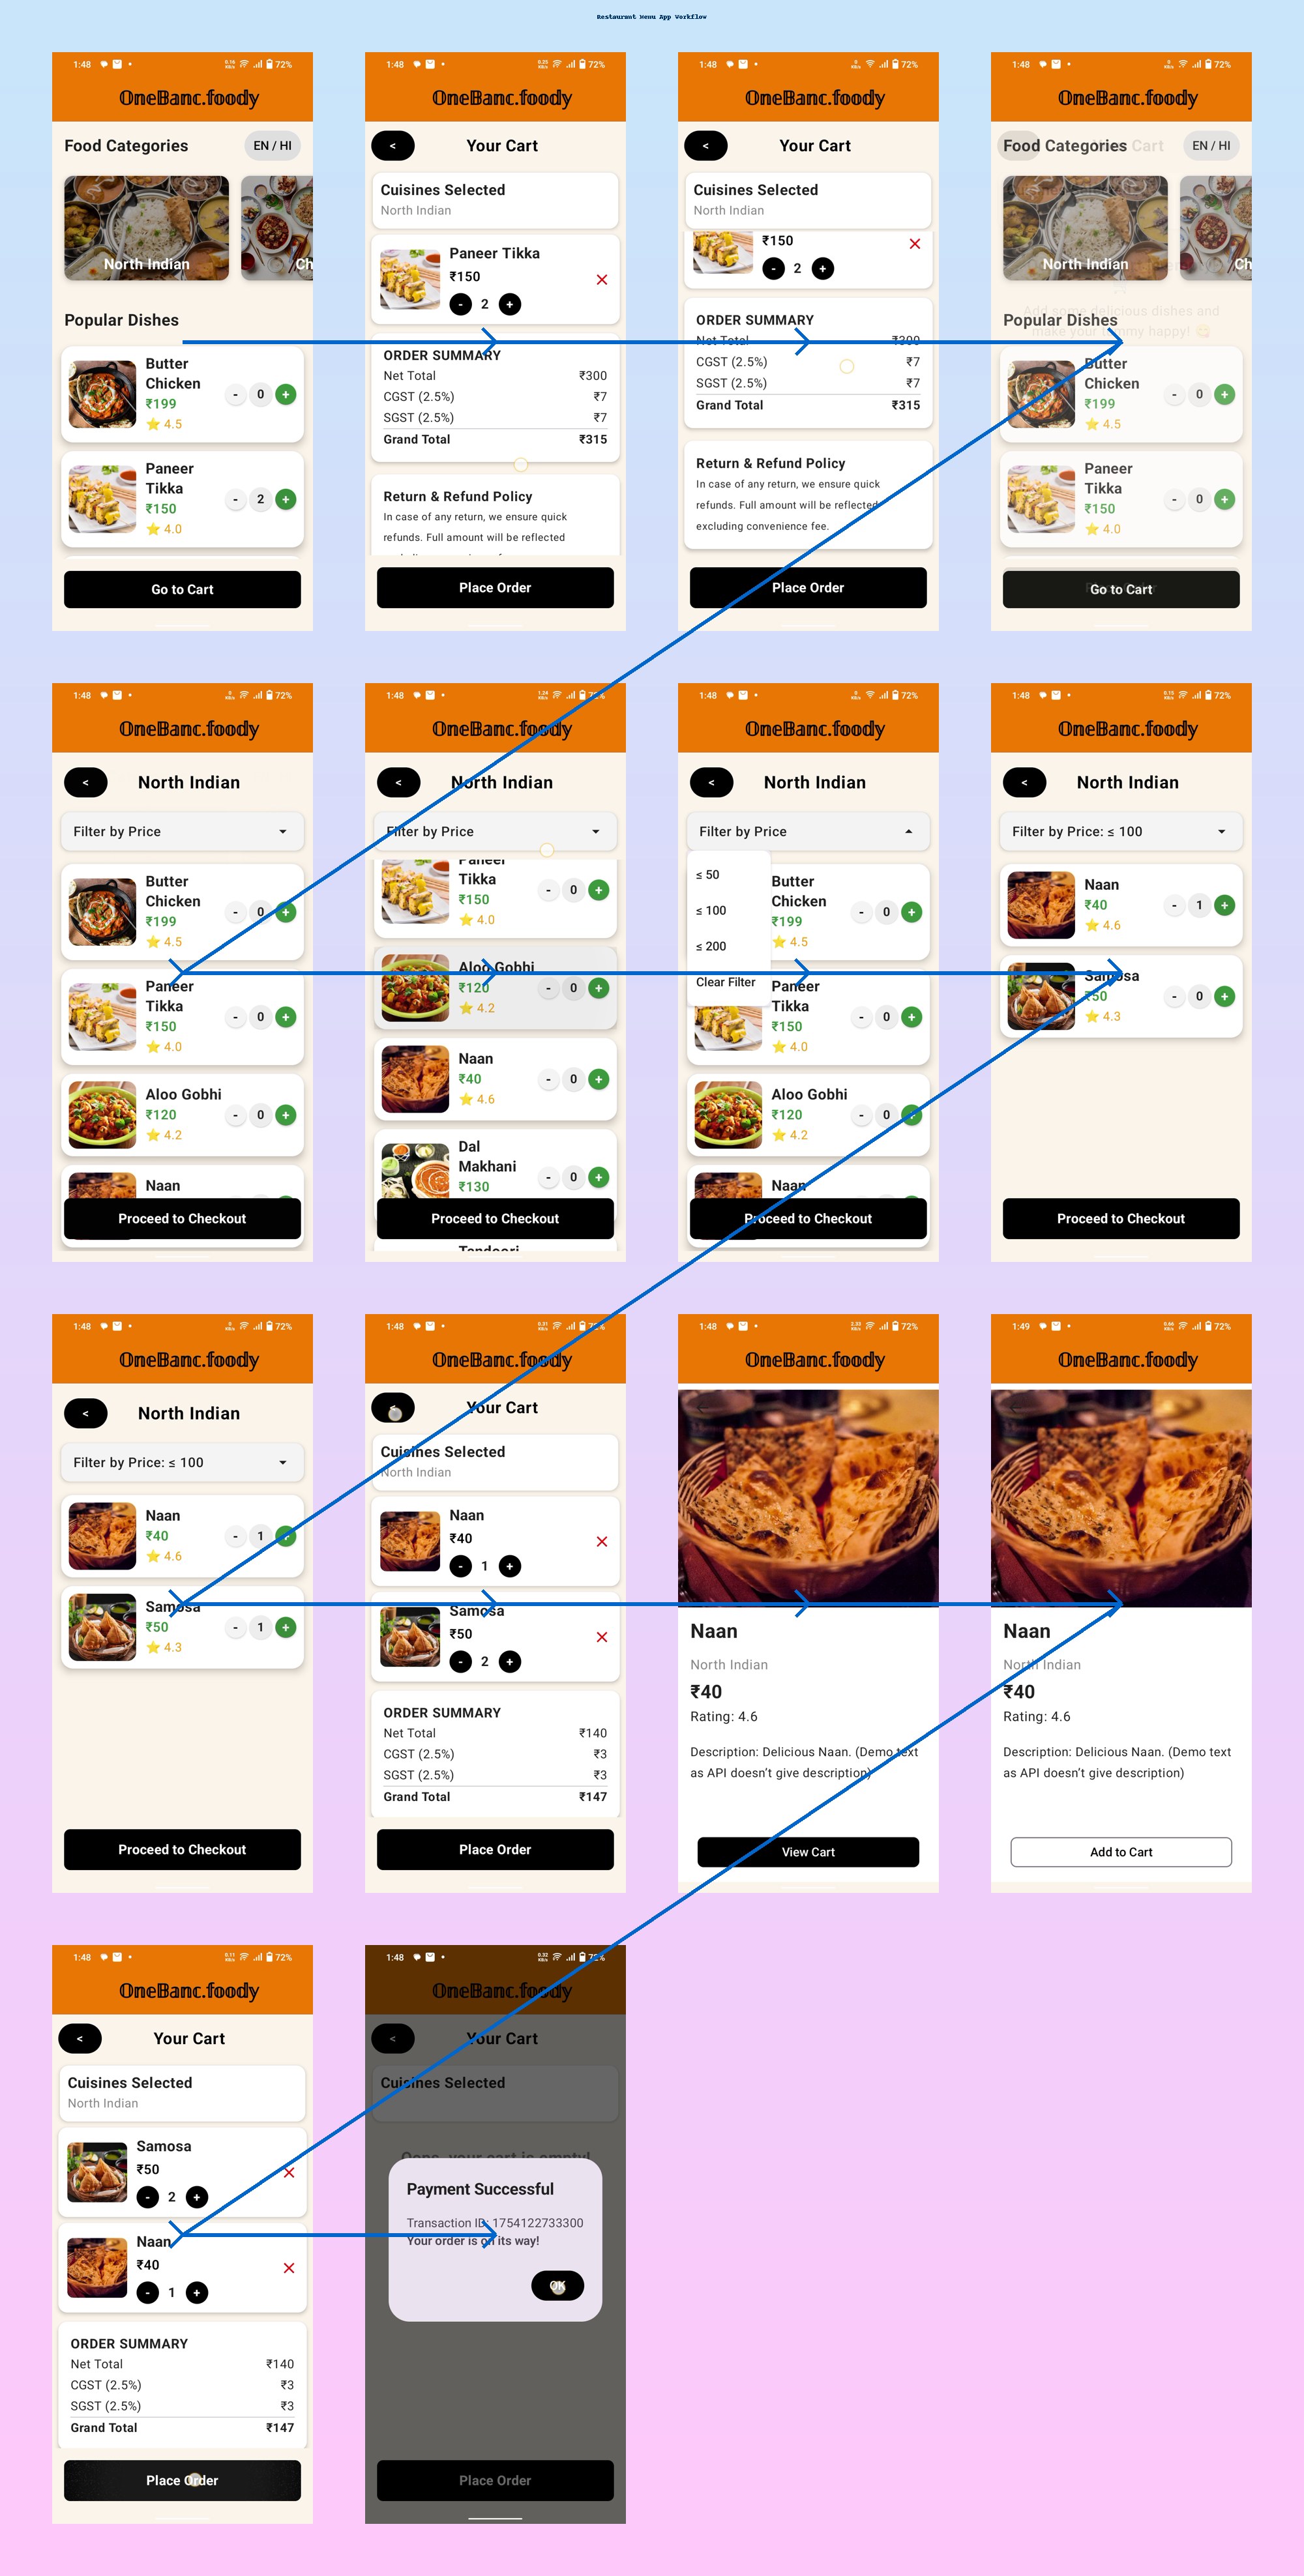 Restaurant Menu App Workflow
1:48
72%
OneBanc.foody
Food Categories
EN / HI
North Indian
Ch
Popular Dishes
Butter
Chicken
₹199
⭐ 4.5
- 0 +
Paneer
Tikka
₹150
⭐ 4.0
- 2 +
Go to Cart
1:48
72%
OneBanc.foody
<
Your Cart
Cuisines Selected
North Indian
Paneer Tikka
₹150
- 2 +
ORDER SUMMARY
Net Total ₹300
CGST (2.5%) ₹7
SGST (2.5%) ₹7
Grand Total ₹315
Return & Refund Policy
In case of any return, we ensure quick
refunds. Full amount will be reflected
Place Order
1:48
72%
OneBanc.foody
<
Your Cart
Cuisines Selected
North Indian
₹150
- 2 +
ORDER SUMMARY
Net Total ₹300
CGST (2.5%) ₹7
SGST (2.5%) ₹7
Grand Total ₹315
Return & Refund Policy
In case of any return, we ensure quick
refunds. Full amount will be reflected
excluding convenience fee.
Place Order
1:48
72%
OneBanc.foody
Food Categories
Cart
EN / HI
North Indian
Ch
Add some delicious dishes and
make your tummy happy! 😋
Popular Dishes
Butter
Chicken
₹199
⭐ 4.5
- 0 +
Paneer
Tikka
₹150
⭐ 4.0
- 0 +
Go to Cart
1:48
72%
OneBanc.foody
<
North Indian
Filter by Price
Butter
Chicken
₹199
⭐ 4.5
- 0 +
Paneer
Tikka
₹150
⭐ 4.0
- 0 +
Aloo Gobhi
₹120
⭐ 4.2
- 0 +
Naan
Proceed to Checkout
1:48
72%
OneBanc.foody
<
North Indian
Filter by Price
Paneer
Tikka
₹150
⭐ 4.0
- 0 +
Aloo Gobhi
₹120
⭐ 4.2
- 0 +
Naan
₹40
⭐ 4.6
- 0 +
Dal
Makhani
₹130
- 0 +
Proceed to Checkout
Tandoori
1:48
72%
OneBanc.foody
<
North Indian
Filter by Price
≤ 50
≤ 100
≤ 200
Clear Filter
Butter
Chicken
₹199
⭐ 4.5
- 0 +
Paneer
Tikka
₹150
⭐ 4.0
- 0 +
Aloo Gobhi
₹120
⭐ 4.2
- 0 +
Naan
Proceed to Checkout
1:48
72%
OneBanc.foody
<
North Indian
Filter by Price: ≤ 100
Naan
₹40
⭐ 4.6
- 1 +
Samosa
₹50
⭐ 4.3
- 0 +
Proceed to Checkout
1:48
72%
OneBanc.foody
<
North Indian
Filter by Price: ≤ 100
Naan
₹40
⭐ 4.6
- 1 +
Samosa
₹50
⭐ 4.3
- 1 +
Proceed to Checkout
1:48
72%
OneBanc.foody
<
Your Cart
Cuisines Selected
North Indian
Naan
₹40
- 1 +
Samosa
₹50
- 2 +
ORDER SUMMARY
Net Total ₹140
CGST (2.5%) ₹3
SGST (2.5%) ₹3
Grand Total ₹147
Place Order
1:48
72%
OneBanc.foody
Naan
North Indian
₹40
Rating: 4.6
Description: Delicious Naan. (Demo text
as API doesn't give description)
View Cart
1:49
72%
OneBanc.foody
Naan
North Indian
₹40
Rating: 4.6
Description: Delicious Naan. (Demo text
as API doesn't give description)
Add to Cart
1:48
72%
OneBanc.foody
<
Your Cart
Cuisines Selected
North Indian
Samosa
₹50
- 2 +
Naan
₹40
- 1 +
ORDER SUMMARY
Net Total ₹140
CGST (2.5%) ₹3
SGST (2.5%) ₹3
Grand Total ₹147
Place Order
1:48
72%
OneBanc.foody
<
Your Cart
Cuisines Selected
Oops, your cart is empty!
Payment Successful
Transaction ID: 1754122733300
Your order is on its way!
OK
Place Order